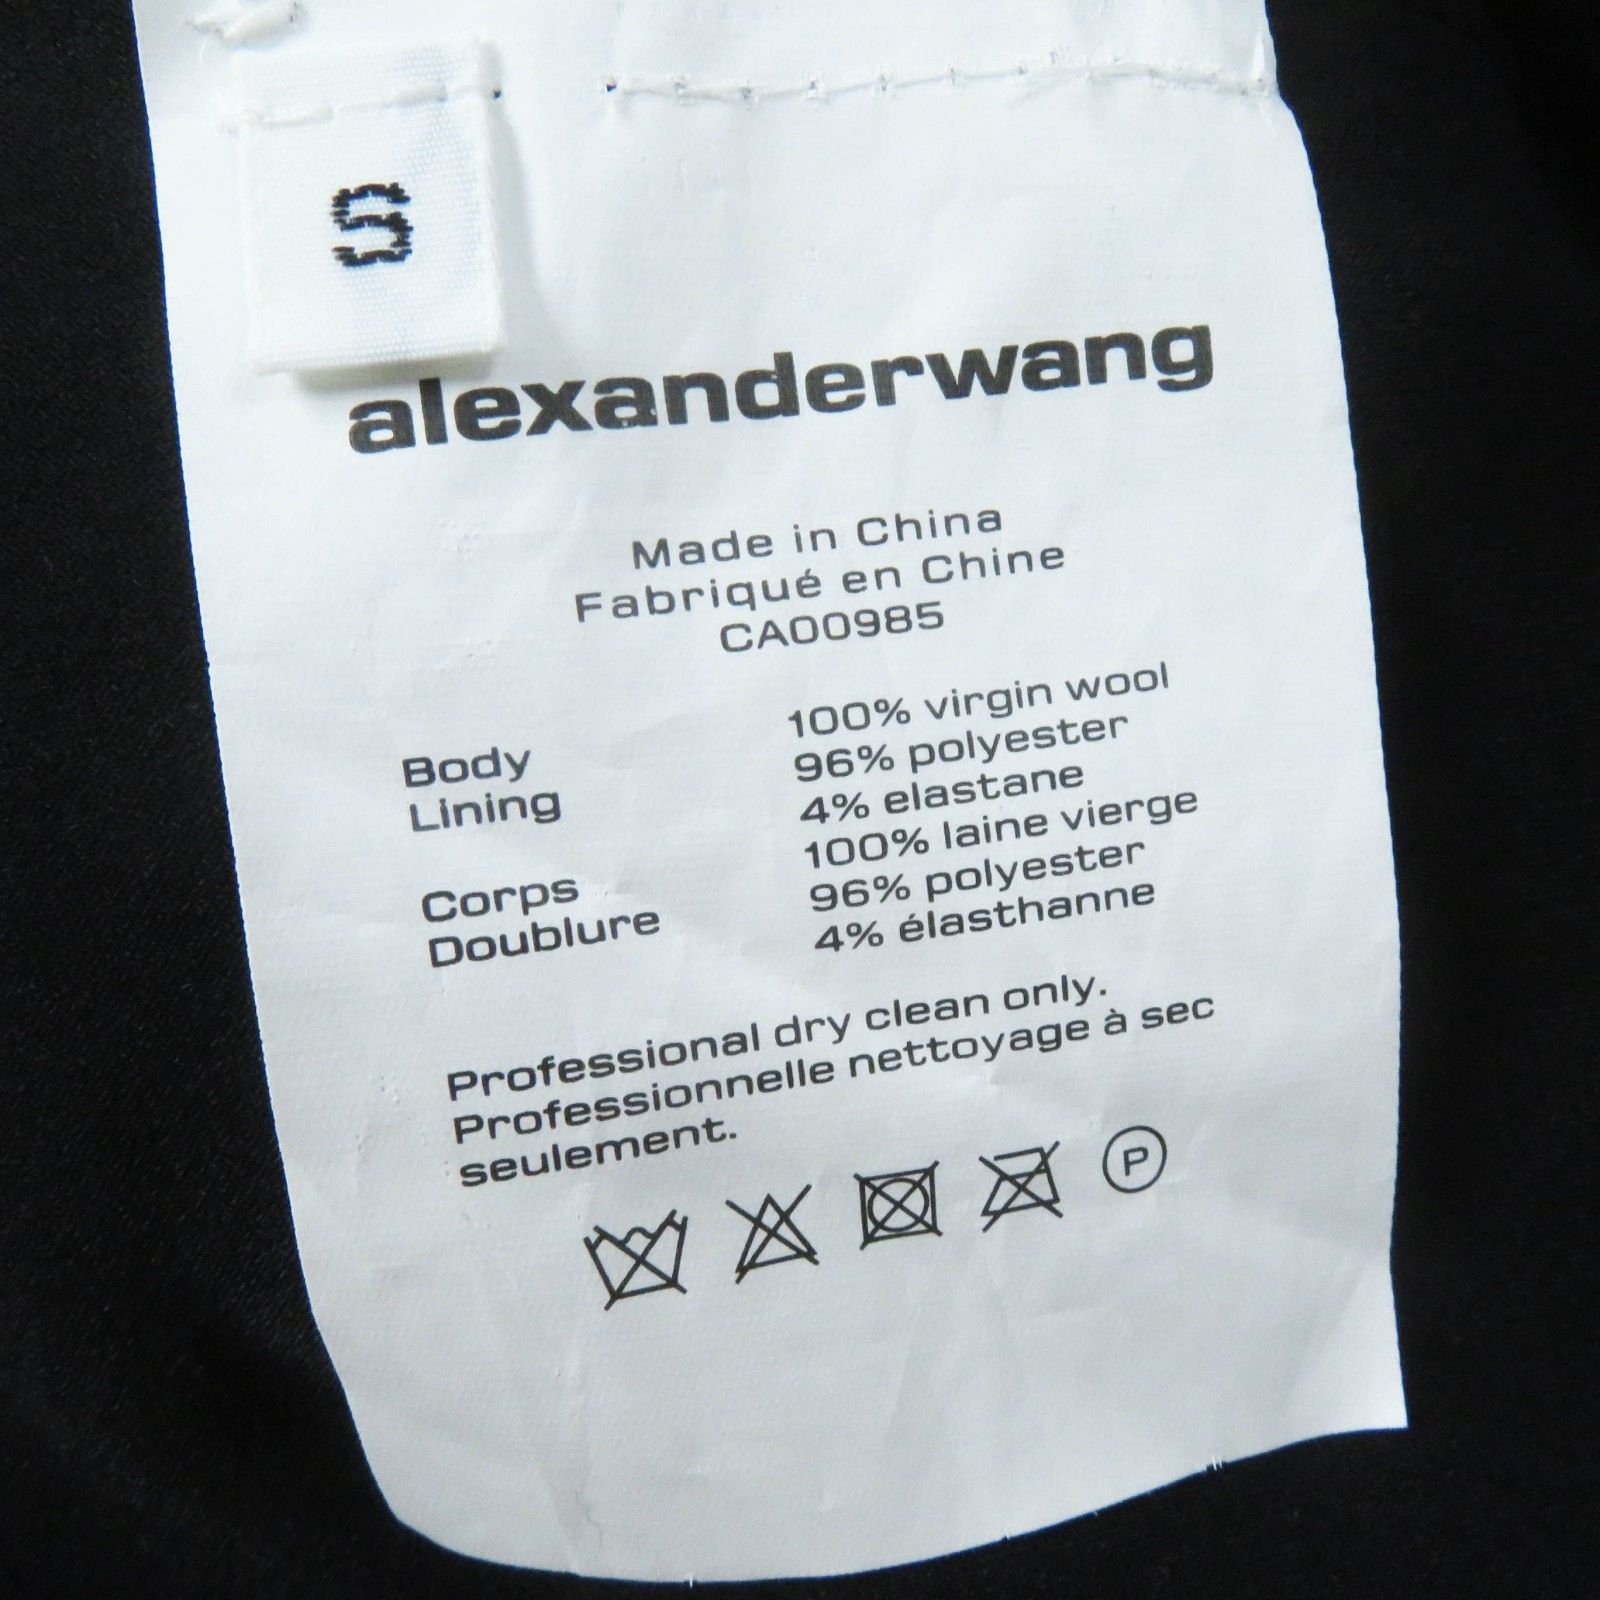 S
alexanderwang
Made in China
Fabriqué en Chine
CA00985
Body 100% virgin wool
Lining 96% polyester
4% elastane
Corps 100% laine vierge
Doublure 96% polyester
4% élasthanne
Professional dry clean only.
Professionnelle nettoyage à sec
seulement.
P